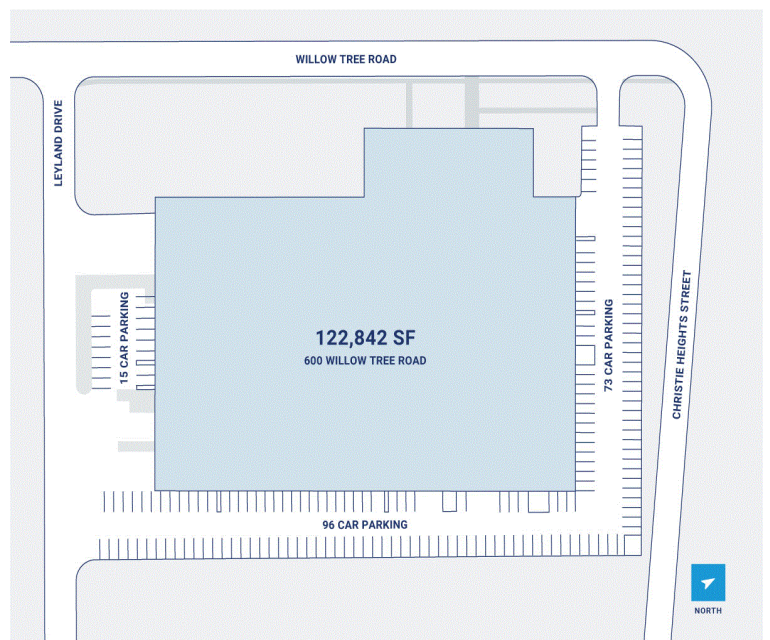 WILLOW TREE ROAD
LEYLAND DRIVE
CHRISTIE HEIGHTS STREET
15 CAR PARKING
73 CAR PARKING
122,842 SF
600 WILLOW TREE ROAD
96 CAR PARKING
NORTH